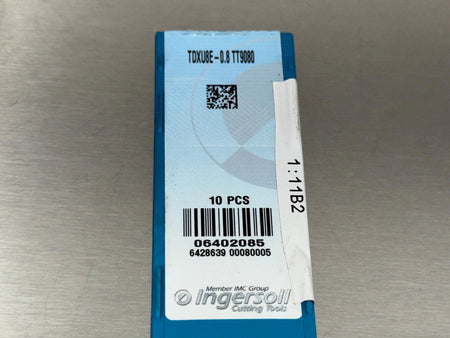 TDXU8E-0.8 TT9080
1:11B2
10 PCS
06402085
6428639 00080005
Member IMC Group
Ingersoll
Cutting Tools